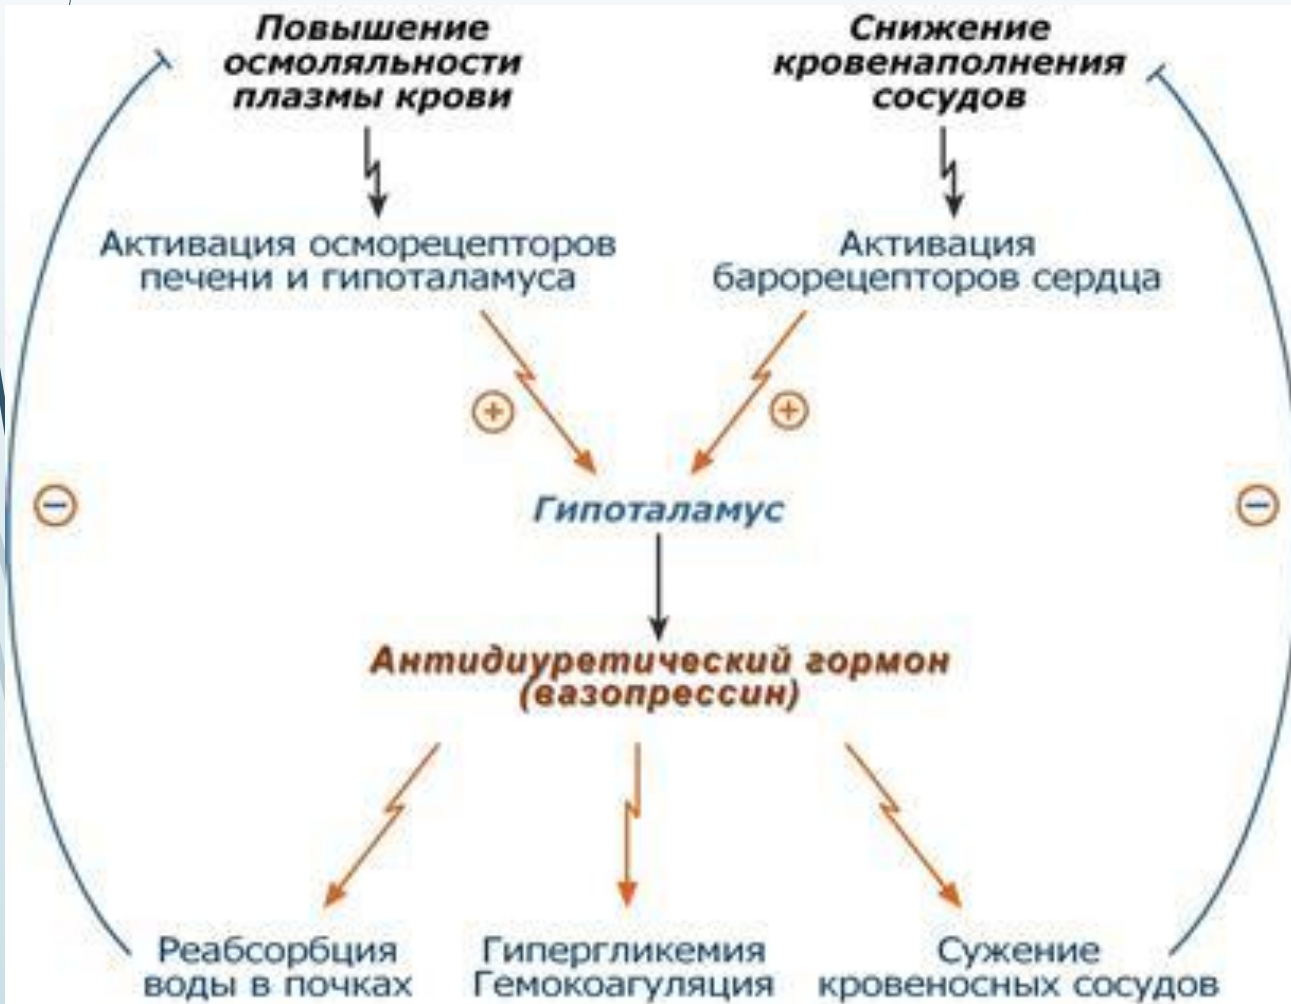 Повышение
осмоляльности
плазмы крови
Снижение
кровенаполнения
сосудов
Активация осморецепторов
печени и гипоталамуса
Активация
барорецепторов сердца
+
+
−
−
Гипоталамус
Антидиуретический гормон
(вазопрессин)
Реабсорбция
воды в почках
Гипергликемия
Гемокоагуляция
Сужение
кровеносных сосудов